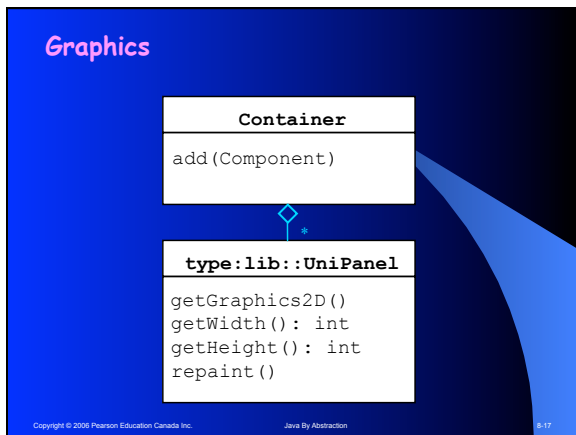 Graphics
Container
add(Component)
*
type:lib::UniPanel
getGraphics2D()
getWidth(): int
getHeight(): int
repaint()
Copyright © 2006 Pearson Education Canada Inc. Java By Abstraction 8-17